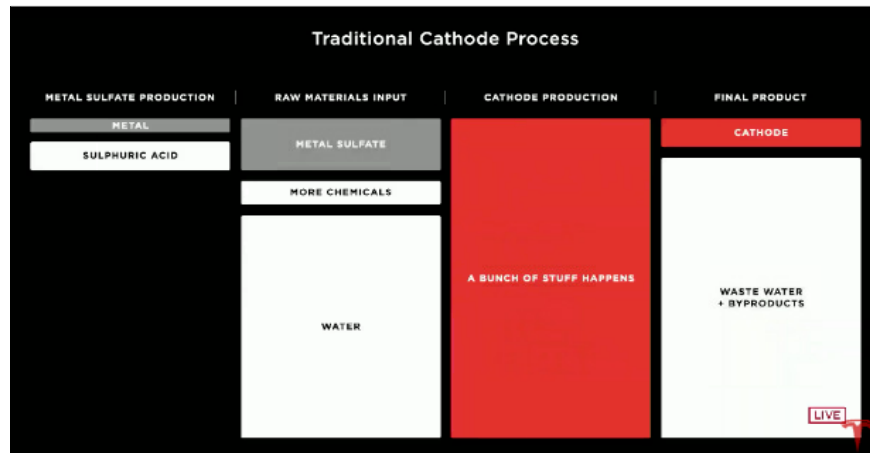 Traditional Cathode Process
METAL SULFATE PRODUCTION
RAW MATERIALS INPUT
CATHODE PRODUCTION
FINAL PRODUCT
METAL
SULPHURIC ACID
METAL SULFATE
MORE CHEMICALS
WATER
A BUNCH OF STUFF HAPPENS
CATHODE
WASTE WATER
+ BYPRODUCTS
LIVE